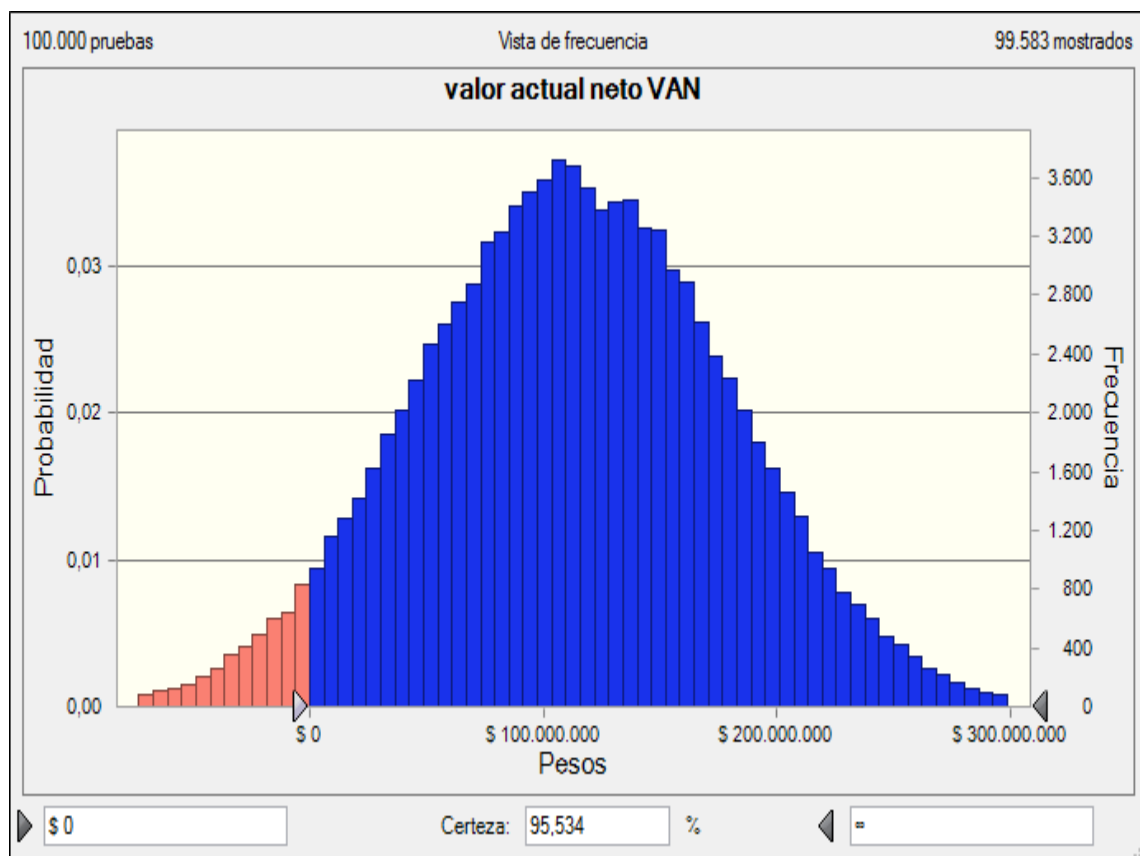 100.000 pruebas Vista de frecuencia 99.583 mostrados
valor actual neto VAN
Probabilidad
0,03
0,02
0,01
0,00
3.600
3.200
2.800
2.400
2.000
1.600
1.200
800
400
0
Frecuencia
$ 0 $ 100.000.000 $ 200.000.000 $ 300.000.000
Pesos
$ 0 Certeza: 95,534 % ∞